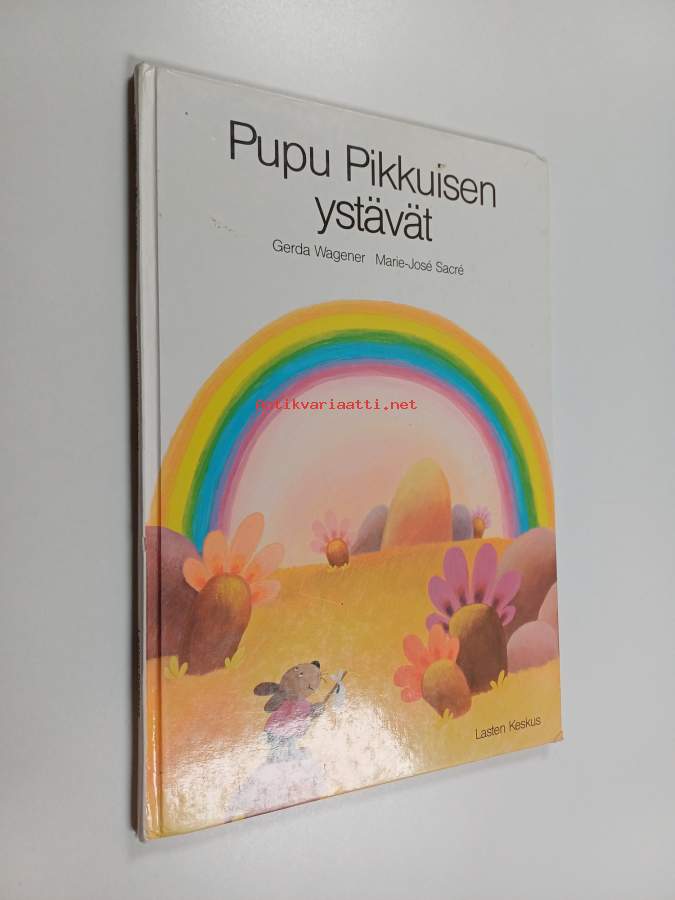 Pupu Pikkuisen
ystävät
Gerda Wagener Marie-José Sacré
antikvariaatti.net
Lasten Keskus